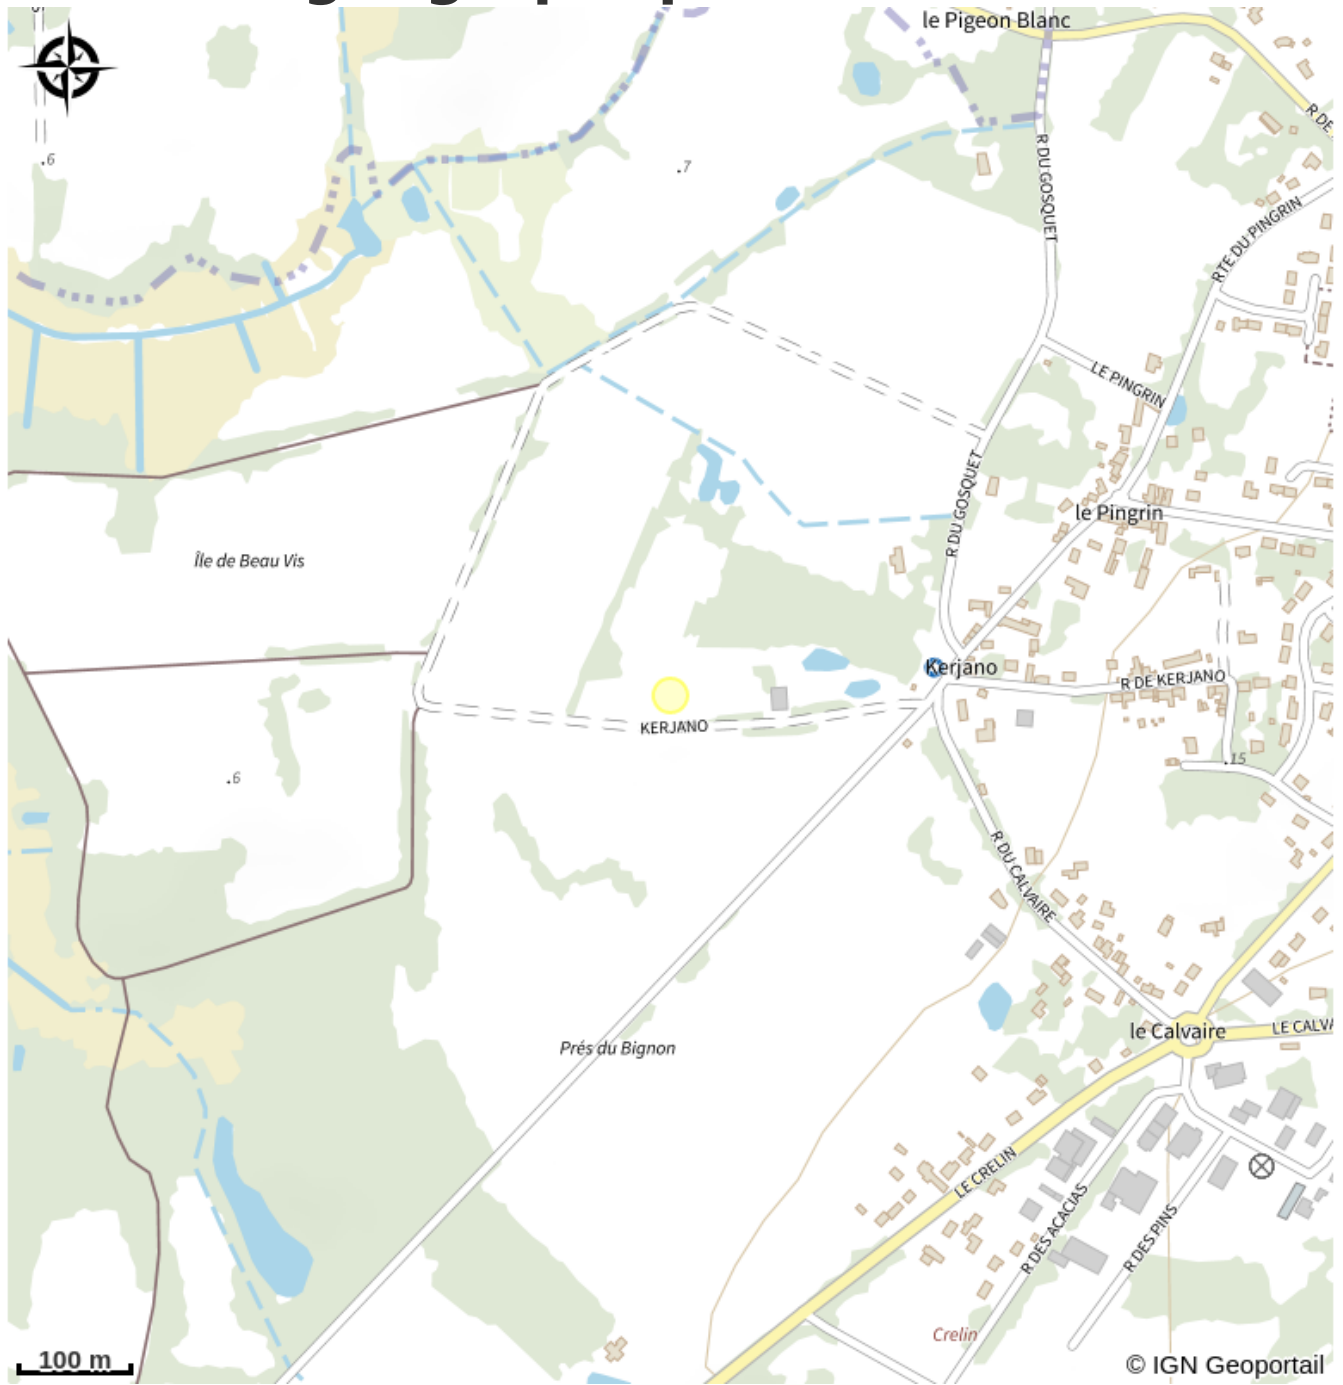 le Pigeon Blanc
R DE
.6
.7
R DU GOSQUET
RTE DU PINGRIN
LE PINGRIN
R DU GOSQUET
le Pingrin
Île de Beau Vis
Kerjano
R DE KERJANO
KERJANO
.6
.15
R DU CALVAIRE
le Calvaire
LE CALVA
Prés du Bignon
LE CRELIN
R DES ACACIAS
R DES PINS
Crelin
100 m
© IGN Geoportail